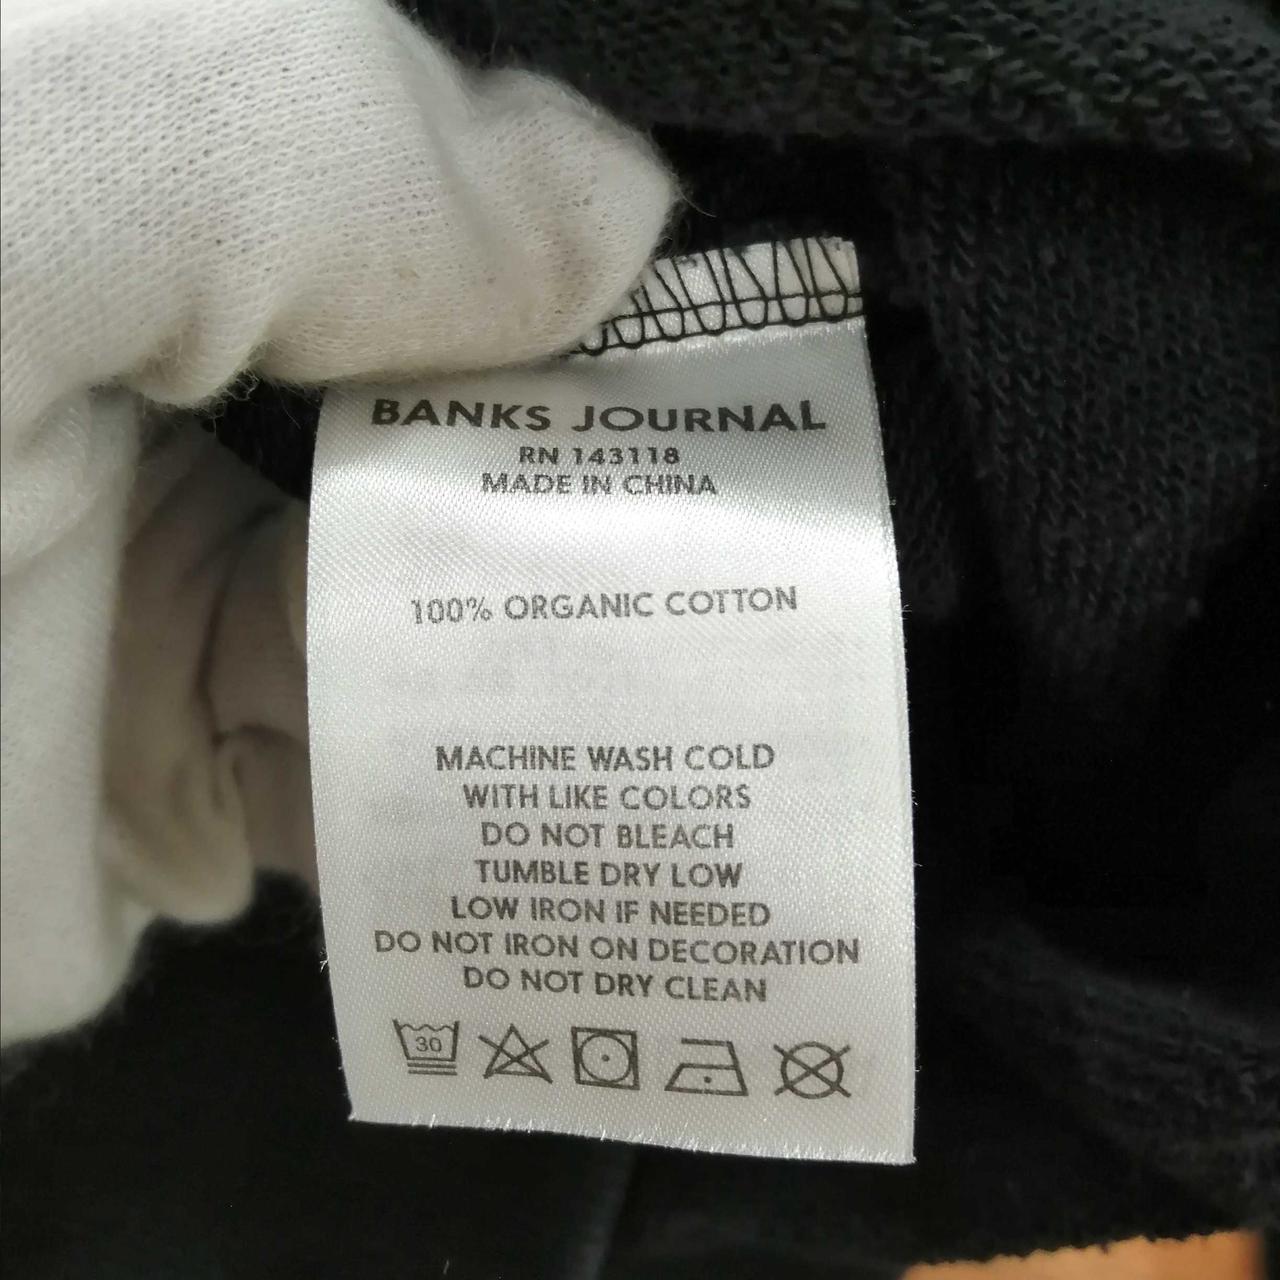 BANKS JOURNAL
RN 143118
MADE IN CHINA
100% ORGANIC COTTON
MACHINE WASH COLD
WITH LIKE COLORS
DO NOT BLEACH
TUMBLE DRY LOW
LOW IRON IF NEEDED
DO NOT IRON ON DECORATION
DO NOT DRY CLEAN
30